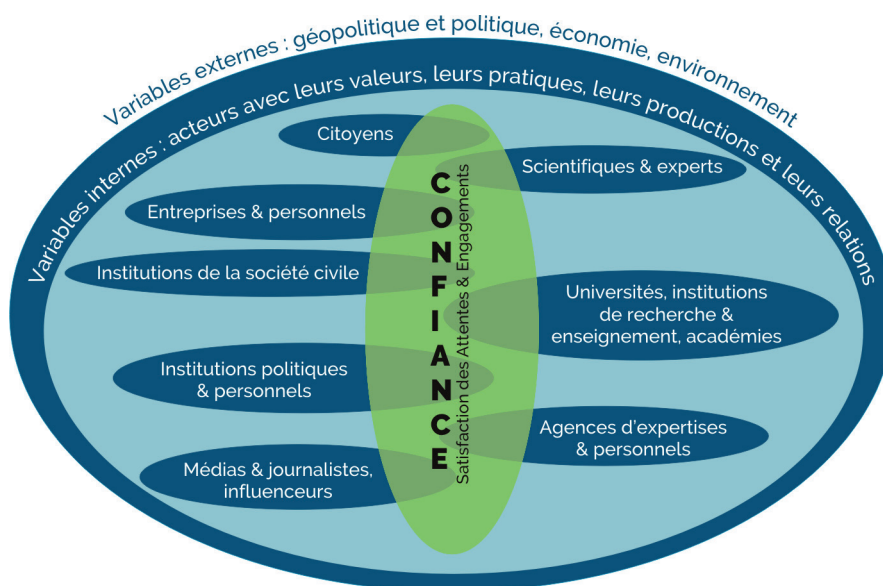 Variables externes : géopolitique et politique, économie, environnement
Variables internes : acteurs avec leurs valeurs, leurs pratiques, leurs productions et leurs relations
Citoyens
Scientifiques & experts
Entreprises & personnels
Institutions de la société civile
Universités, institutions
de recherche &
enseignement, académies
Institutions politiques
& personnels
Agences d’expertises
& personnels
Médias & journalistes,
influenceurs
CONFIANCE
Satisfaction des Attentes & Engagements